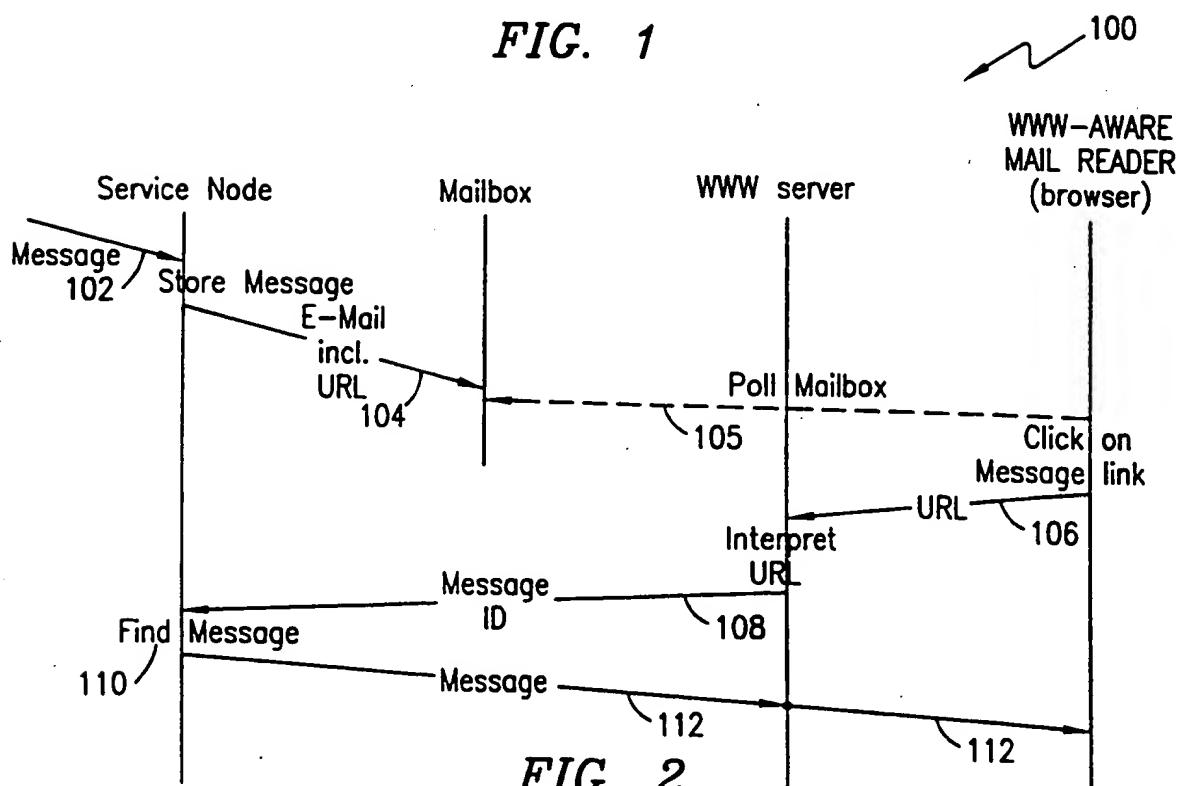 FIG. 1
100
WWW-AWARE
MAIL READER
(browser)
Service Node
Mailbox
WWW server
Message
102
Store Message
E-Mail
incl.
URL
104
Poll Mailbox
105
Click on
Message link
URL
106
Interpret
URL
Message
ID
108
Find Message
110
Message
112
112
FIG. 2